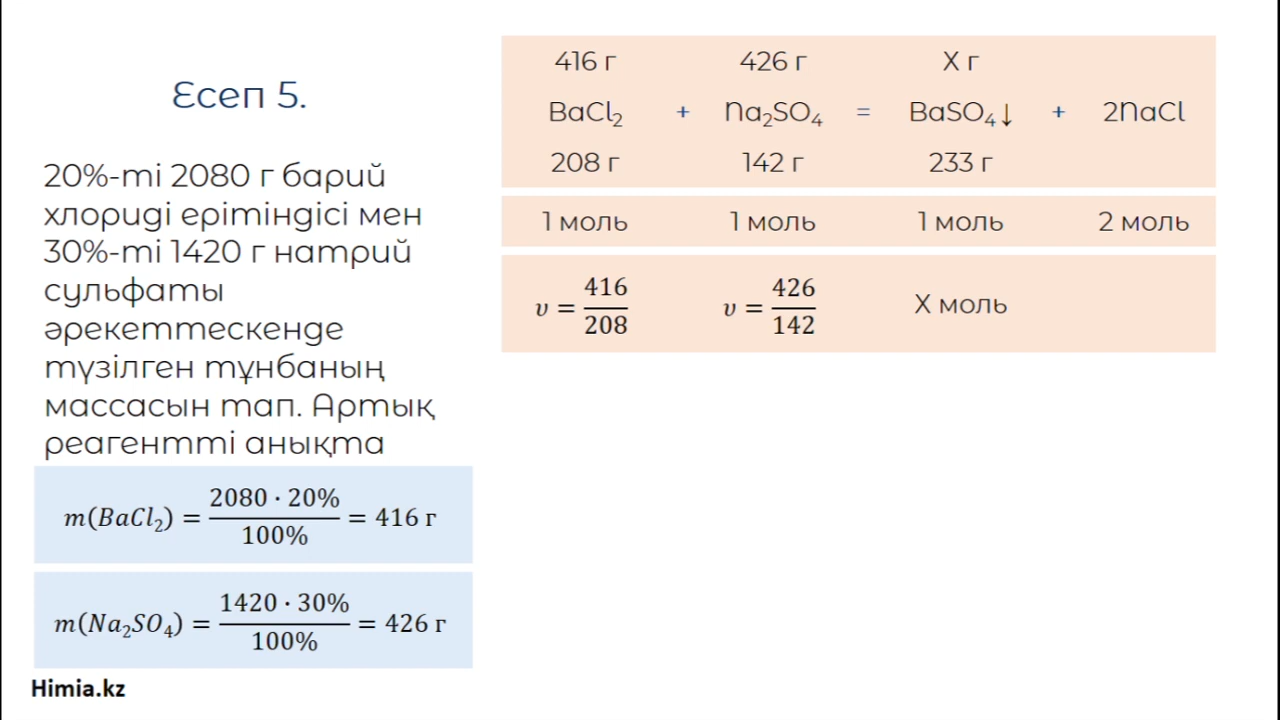 Есеп 5.
20%-ті 2080 г барий
хлориді ерітіндісі мен
30%-ті 1420 г натрий
сульфаты
әрекеттескенде
түзілген тұнбаның
массасын тап. Артық
реагентті анықта
m(BaCl₂) = 2080 · 20% / 100% = 416 г
m(Na₂SO₄) = 1420 · 30% / 100% = 426 г
Himia.kz
416 г 426 г X г
BaCl₂ + Na₂SO₄ = BaSO₄↓ + 2NaCl
208 г 142 г 233 г
1 моль 1 моль 1 моль 2 моль
υ = 416 / 208 υ = 426 / 142 X моль